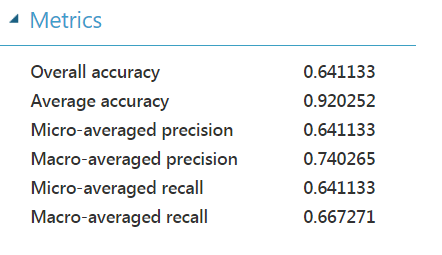 Metrics
Overall accuracy 0.641133
Average accuracy 0.920252
Micro-averaged precision 0.641133
Macro-averaged precision 0.740265
Micro-averaged recall 0.641133
Macro-averaged recall 0.667271